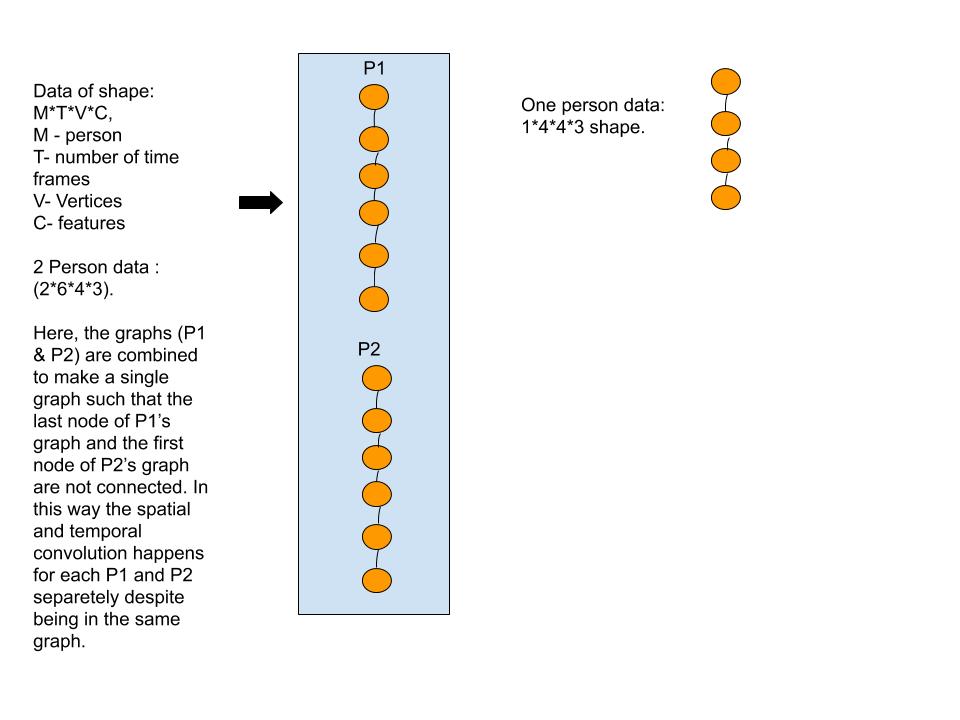 Data of shape:
M*T*V*C,
M - person
T- number of time
frames
V- Vertices
C- features
2 Person data :
(2*6*4*3).
Here, the graphs (P1
& P2) are combined
to make a single
graph such that the
last node of P1’s
graph and the first
node of P2’s graph
are not connected. In
this way the spatial
and temporal
convolution happens
for each P1 and P2
separetely despite
being in the same
graph.
P1
P2
One person data:
1*4*4*3 shape.